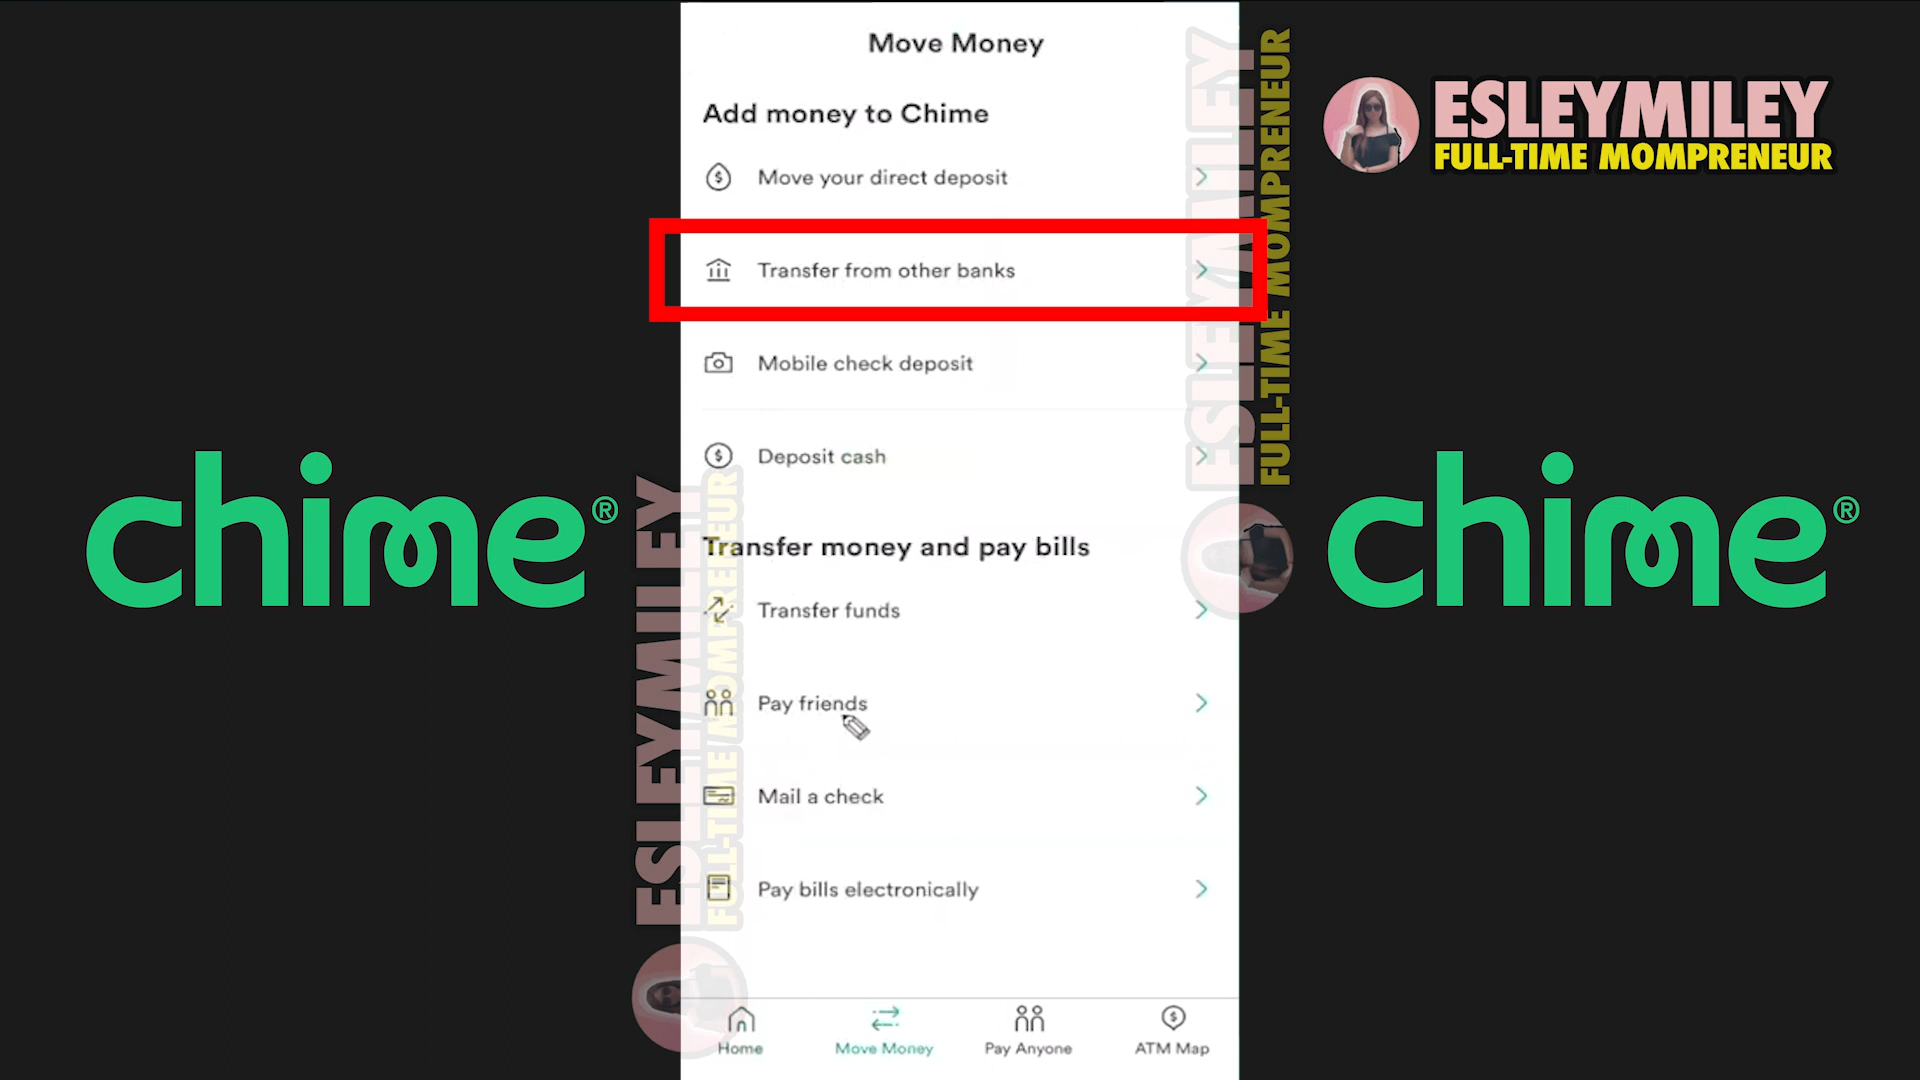 Move Money
Add money to Chime
Move your direct deposit
Transfer from other banks
Mobile check deposit
Deposit cash
Transfer money and pay bills
Transfer funds
Pay friends
Mail a check
Pay bills electronically
Home
Move Money
Pay Anyone
ATM Map
chime®
chime®
ESLEYMILEY
FULL-TIME MOMPRENEUR
ESLEYMILEY
FULL-TIME MOMPRENEUR
ESLEYMILEY
FULL-TIME MOMPRENEUR